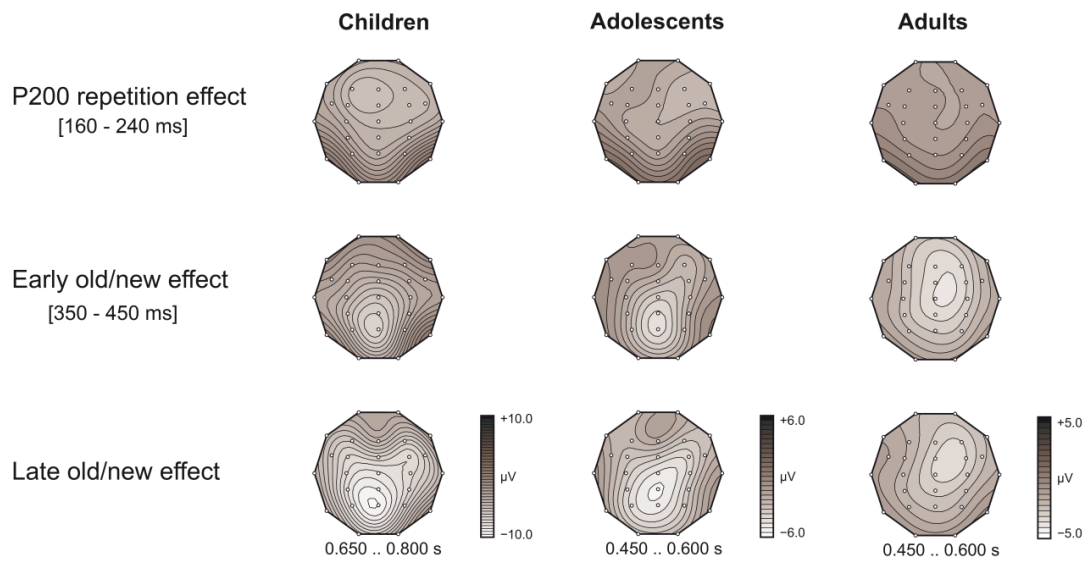 Children Adolescents Adults
P200 repetition effect
[160 - 240 ms]
Early old/new effect
[350 - 450 ms]
Late old/new effect
+10.0 +6.0 +5.0
µV µV µV
−10.0 −6.0 −5.0
0.650 .. 0.800 s 0.450 .. 0.600 s 0.450 .. 0.600 s